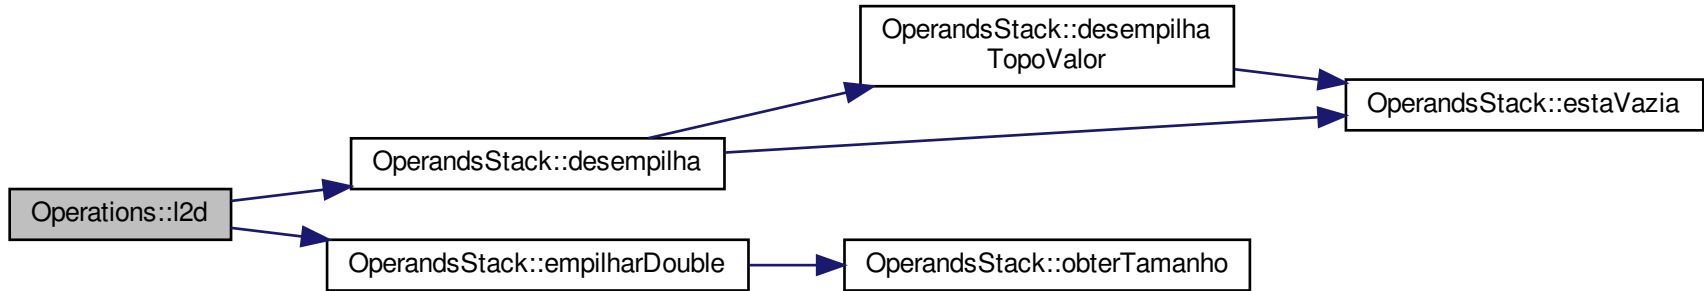 OperandsStack::desempilha
TopoValor
OperandsStack::estaVazia
OperandsStack::desempilha
Operations::l2d
OperandsStack::empilharDouble
OperandsStack::obterTamanho